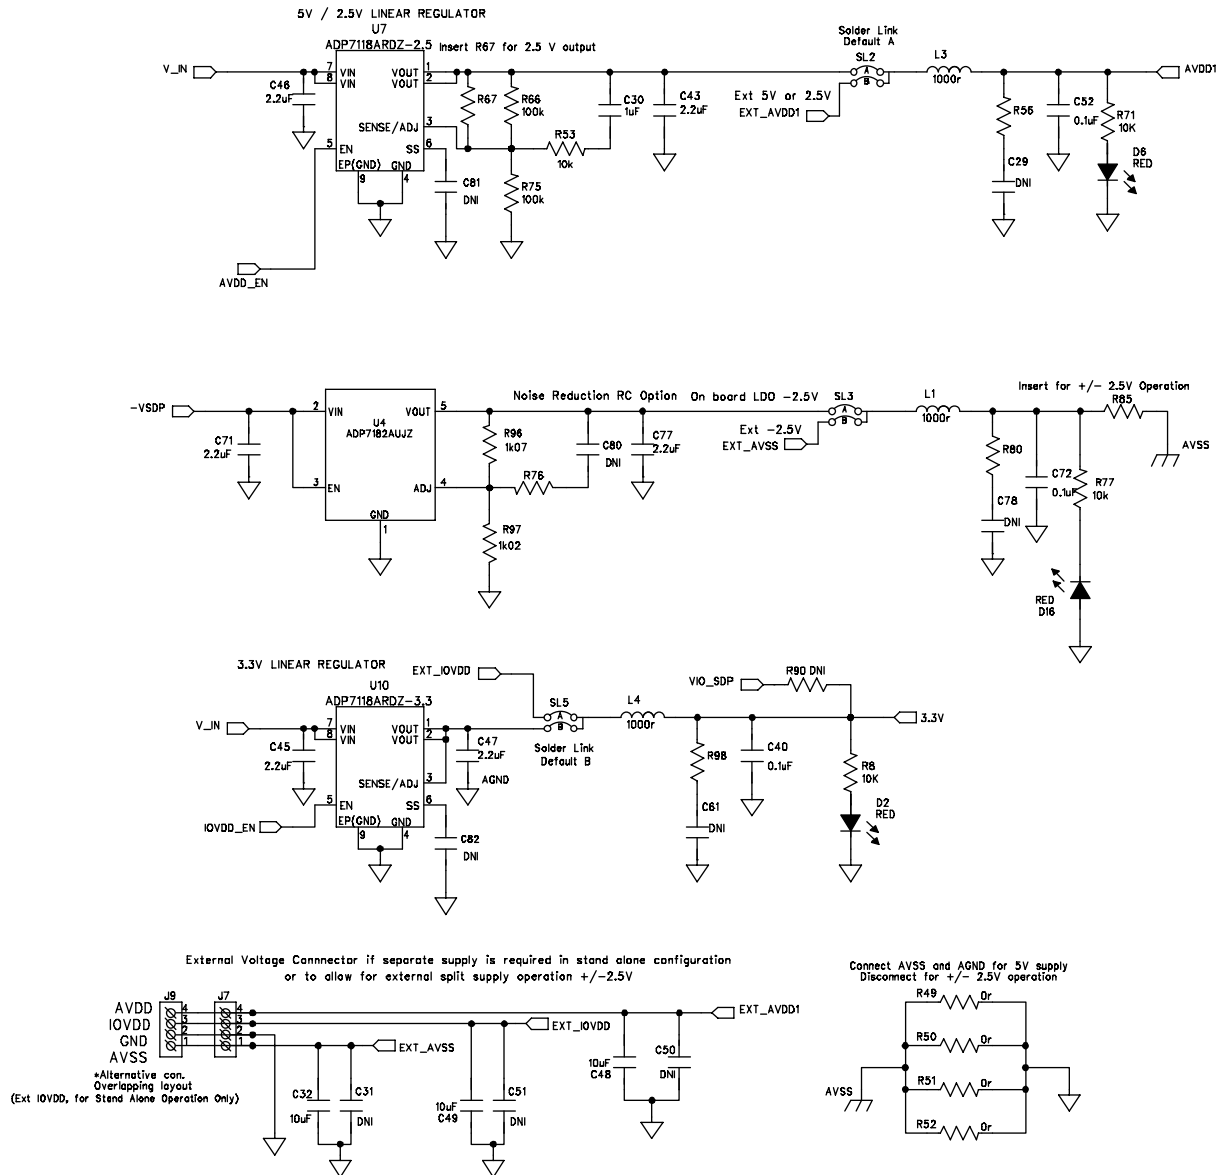 5V / 2.5V LINEAR REGULATOR
U7
ADP7118ARDZ-2.5
Insert R67 for 2.5 V output
V_IN
C46
2.2uF
7
8
VIN
VIN
VOUT
VOUT
1
2
SENSE/ADJ
3
5
EN
SS
6
EP(GND)
GND
9
4
AVDD_EN
C81
DNI
R67
R66
100k
R53
10k
R75
100k
C30
1uF
C43
2.2uF
Solder Link
Default A
SL2
A
B
Ext 5V or 2.5V
EXT_AVDD1
L3
1000r
R56
C29
DNI
C52
0.1uF
R71
10K
D6
RED
AVDD1
-VSDP
C71
2.2uF
2
VIN
U4
ADP7182AUJZ
VOUT
5
3
EN
ADJ
4
GND
1
Noise Reduction RC Option
R96
1k07
R76
C80
DNI
C77
2.2uF
R97
1k02
On board LDO -2.5V
SL3
A
B
Ext -2.5V
EXT_AVSS
L1
1000r
Insert for +/- 2.5V Operation
R85
AVSS
R80
C78
DNI
C72
0.1uF
R77
10k
RED
D16
3.3V LINEAR REGULATOR
U10
ADP7118ARDZ-3.3
V_IN
C45
2.2uF
7
8
VIN
VIN
VOUT
VOUT
1
2
SENSE/ADJ
3
5
EN
SS
6
EP(GND)
GND
9
4
IOVDD_EN
C47
2.2uF
AGND
C82
DNI
EXT_IOVDD
SL5
A
B
Solder Link
Default B
L4
1000r
VIO_SDP
R90 DNI
3.3V
R98
C61
DNI
C40
0.1uF
R8
10K
D2
RED
External Voltage Cannnector if separate supply is required in stand alone configuration
or to allow for external split supply operation +/-2.5V
J9
J7
AVDD
IOVDD
GND
AVSS
4
3
2
1
4
3
2
1
*Alternative con.
Overlapping layout
(Ext IOVDD, for Stand Alone Operation Only)
EXT_AVDD1
EXT_IOVDD
EXT_AVSS
C32
10uF
C31
DNI
10uF
C49
C51
DNI
10uF
C48
C50
DNI
Connect AVSS and AGND for 5V supply
Disconnect for +/- 2.5V operation
R49
0r
R50
0r
R51
0r
R52
0r
AVSS